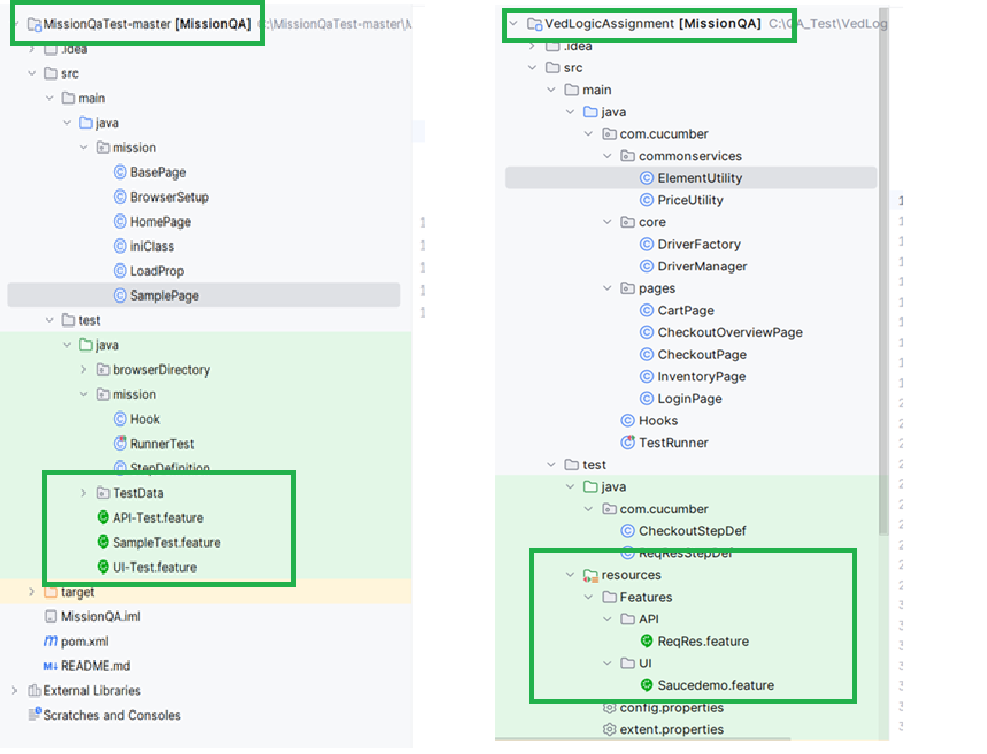 MissionQaTest-master [MissionQA] C:\MissionQaTest-master\M
.idea
src
main
java
mission
BasePage
BrowserSetup
HomePage
iniClass
LoadProp
SamplePage
test
java
browserDirectory
mission
Hook
RunnerTest
StepDefinition
TestData
API-Test.feature
SampleTest.feature
UI-Test.feature
target
MissionQA.iml
pom.xml
README.md
External Libraries
Scratches and Consoles
VedLogicAssignment [MissionQA] C:\QA_Test\VedLog
.idea
src
main
java
com.cucumber
commonservices
ElementUtility
PriceUtility
core
DriverFactory
DriverManager
pages
CartPage
CheckoutOverviewPage
CheckoutPage
InventoryPage
LoginPage
Hooks
TestRunner
test
java
com.cucumber
CheckoutStepDef
ReqResStepDef
resources
Features
API
ReqRes.feature
UI
Saucedemo.feature
config.properties
extent.properties